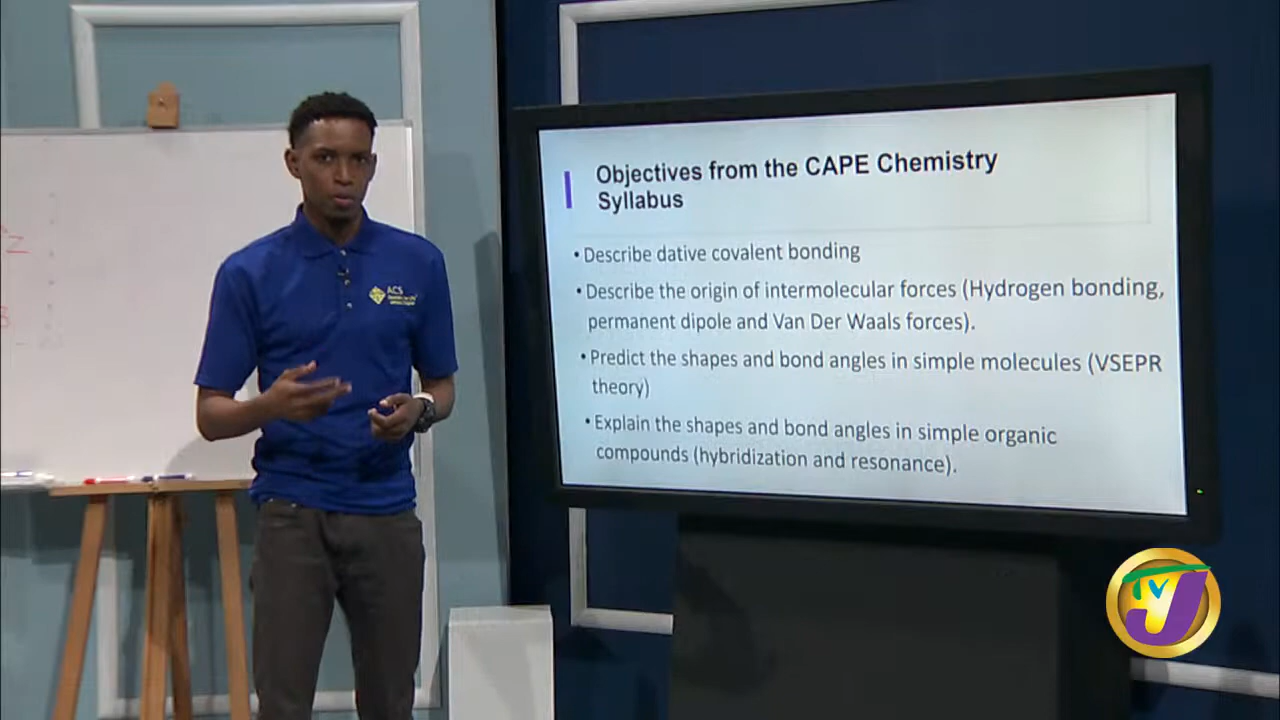 Objectives from the CAPE Chemistry
Syllabus
• Describe dative covalent bonding
• Describe the origin of intermolecular forces (Hydrogen bonding,
permanent dipole and Van Der Waals forces).
• Predict the shapes and bond angles in simple molecules (VSEPR
theory)
• Explain the shapes and bond angles in simple organic
compounds (hybridization and resonance).
ACS
TVJ